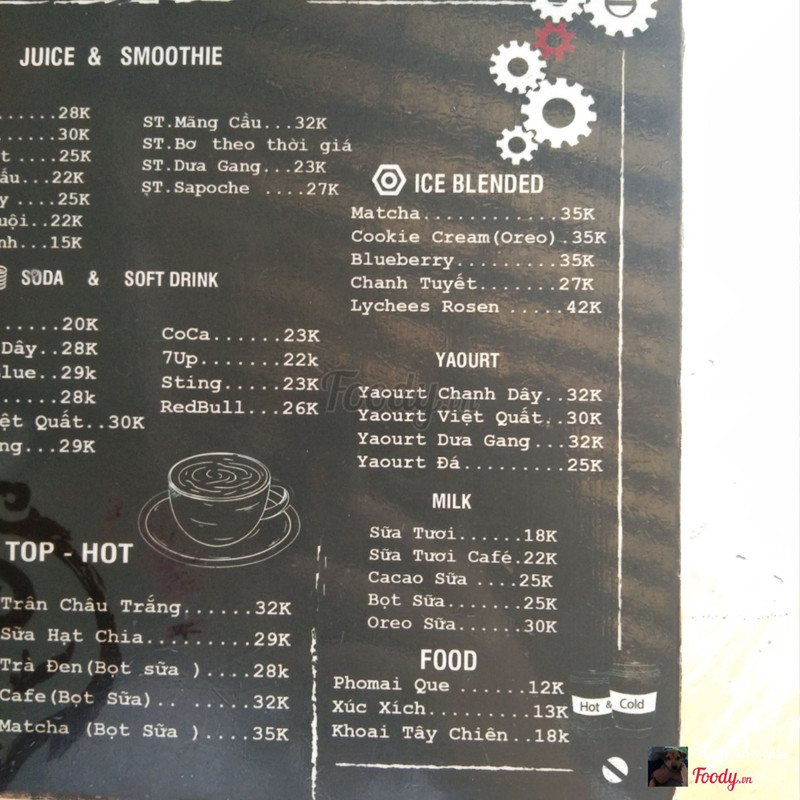 JUICE & SMOOTHIE
......28K
......30K
t ....25K
ấu...22K
y ....25K
uội..22K
nh...15K
ST.Mãng Cầu...32K
ST.Bơ theo thời giá
ST.Dưa Gang...23K
ST.Sapoche ....27K
ICE BLENDED
Matcha............35K
Cookie Cream(Oreo).35K
Blueberry.........35K
Chanh Tuyết.......27K
Lychees Rosen .....42K
SODA & SOFT DRINK
......20K
Dây..28K
lue..29k
......28k
ệt Quất..30K
ng...29K
CoCa......23K
7Up.......22k
Sting.....23K
RedBull...26K
YAOURT
Yaourt Chanh Dây..32K
Yaourt Việt Quất..30K
Yaourt Dưa Gang...32K
Yaourt Đá.........25K
MILK
Sữa Tươi......18K
Sữa Tươi Café.22K
Cacao Sữa ....25K
Bọt Sữa.......25K
Oreo Sữa......30K
TOP - HOT
Trân Châu Trắng......32K
Sữa Hạt Chia.........29K
Trà Đen(Bọt sữa )....28k
Cafe(Bọt Sữa).. .....32K
Matcha (Bọt Sữa )....35K
FOOD
Phomai Que ......12K
Xúc Xích.........13K
Khoai Tây Chiên..18k
Hot & Cold
Foody.vn
Foody.vn